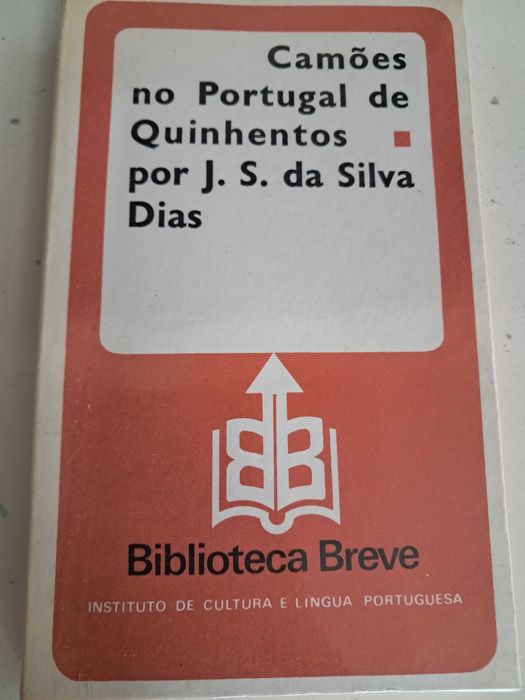 Camões
no Portugal de
Quinhentos
por J. S. da Silva
Dias
BB
Biblioteca Breve
INSTITUTO DE CULTURA E LÍNGUA PORTUGUESA